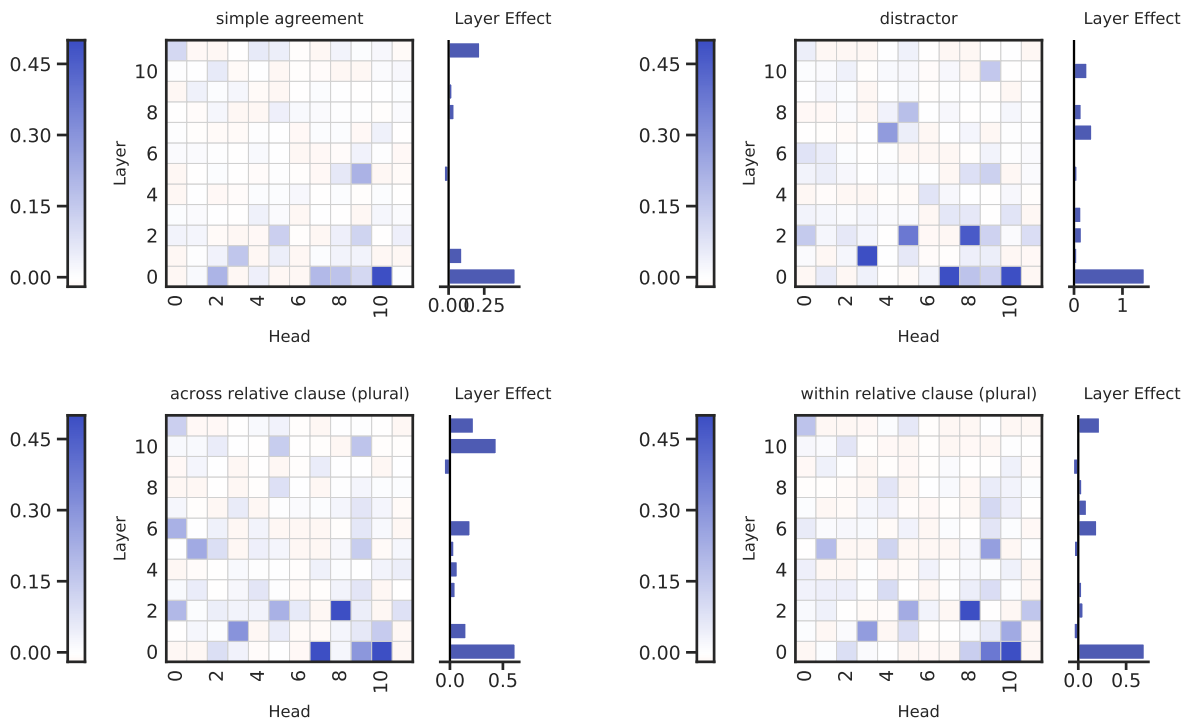 simple agreement Layer Effect
0.45
0.30
0.15
0.00
Layer
10
8
6
4
2
0
0 2 4 6 8 10
Head
0.00 0.25
distractor Layer Effect
0.45
0.30
0.15
0.00
Layer
10
8
6
4
2
0
0 2 4 6 8 10
Head
0 1
across relative clause (plural) Layer Effect
0.45
0.30
0.15
0.00
Layer
10
8
6
4
2
0
0 2 4 6 8 10
Head
0.0 0.5
within relative clause (plural) Layer Effect
0.45
0.30
0.15
0.00
Layer
10
8
6
4
2
0
0 2 4 6 8 10
Head
0.0 0.5